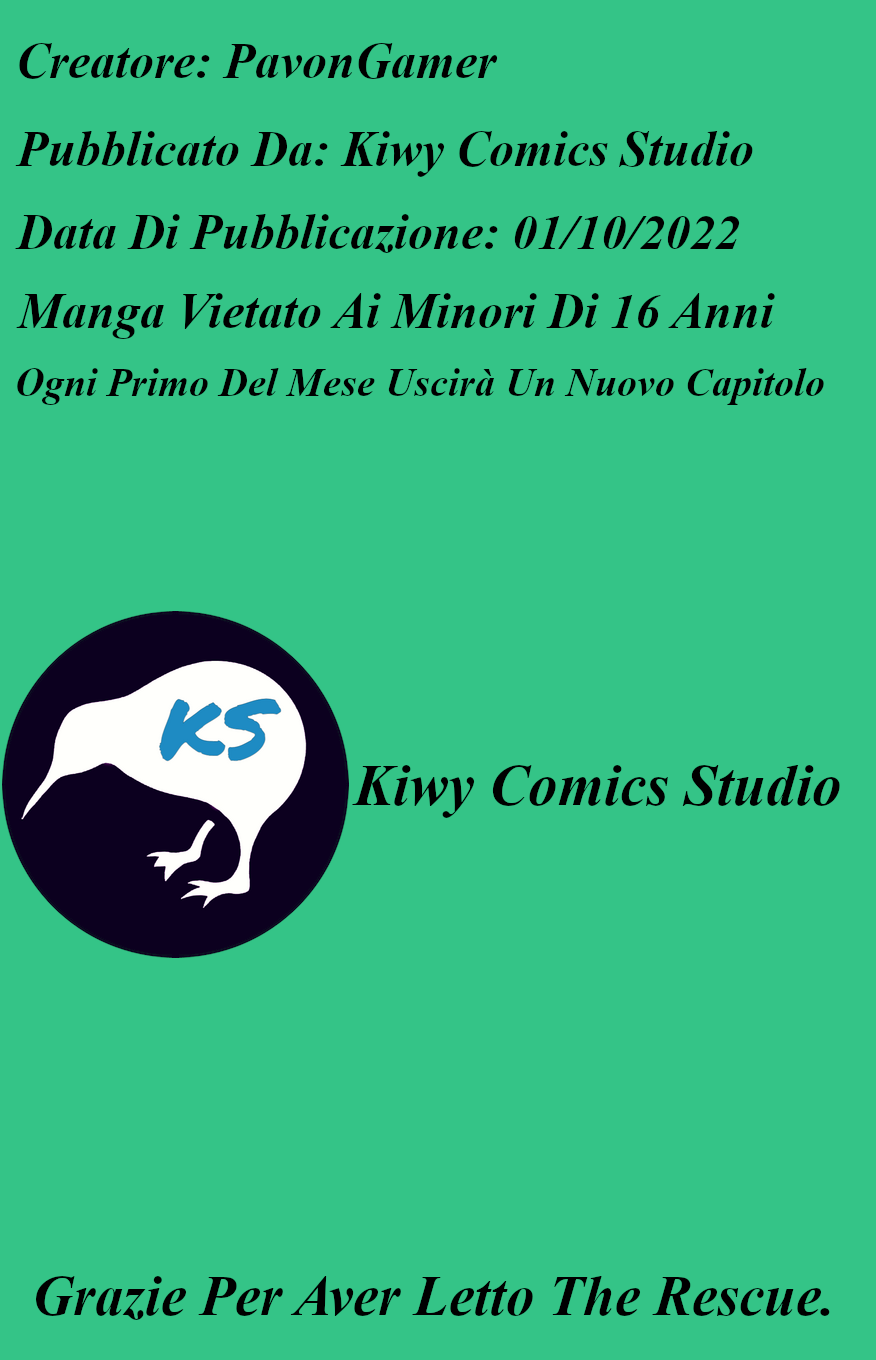 Creatore: PavonGamer
Pubblicato Da: Kiwy Comics Studio
Data Di Pubblicazione: 01/10/2022
Manga Vietato Ai Minori Di 16 Anni
Ogni Primo Del Mese Uscirà Un Nuovo Capitolo
KS
Kiwy Comics Studio
Grazie Per Aver Letto The Rescue.